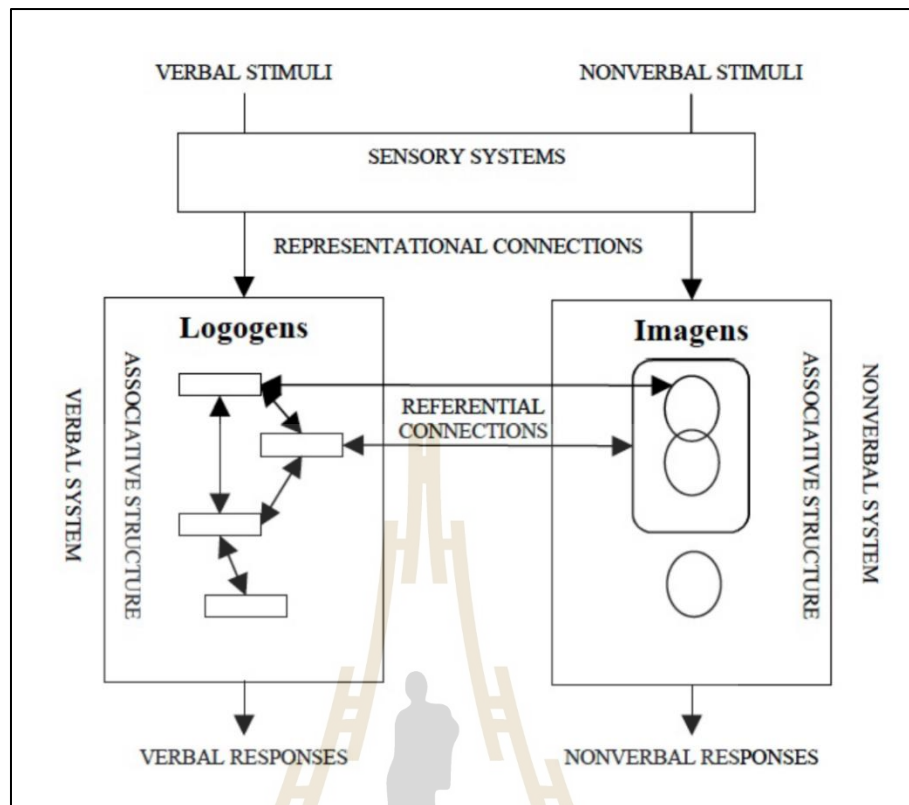 VERBAL STIMULI
NONVERBAL STIMULI
SENSORY SYSTEMS
REPRESENTATIONAL CONNECTIONS
Logogens
Imagens
VERBAL SYSTEM
ASSOCIATIVE STRUCTURE
REFERENTIAL
CONNECTIONS
ASSOCIATIVE STRUCTURE
NONVERBAL SYSTEM
VERBAL RESPONSES
NONVERBAL RESPONSES